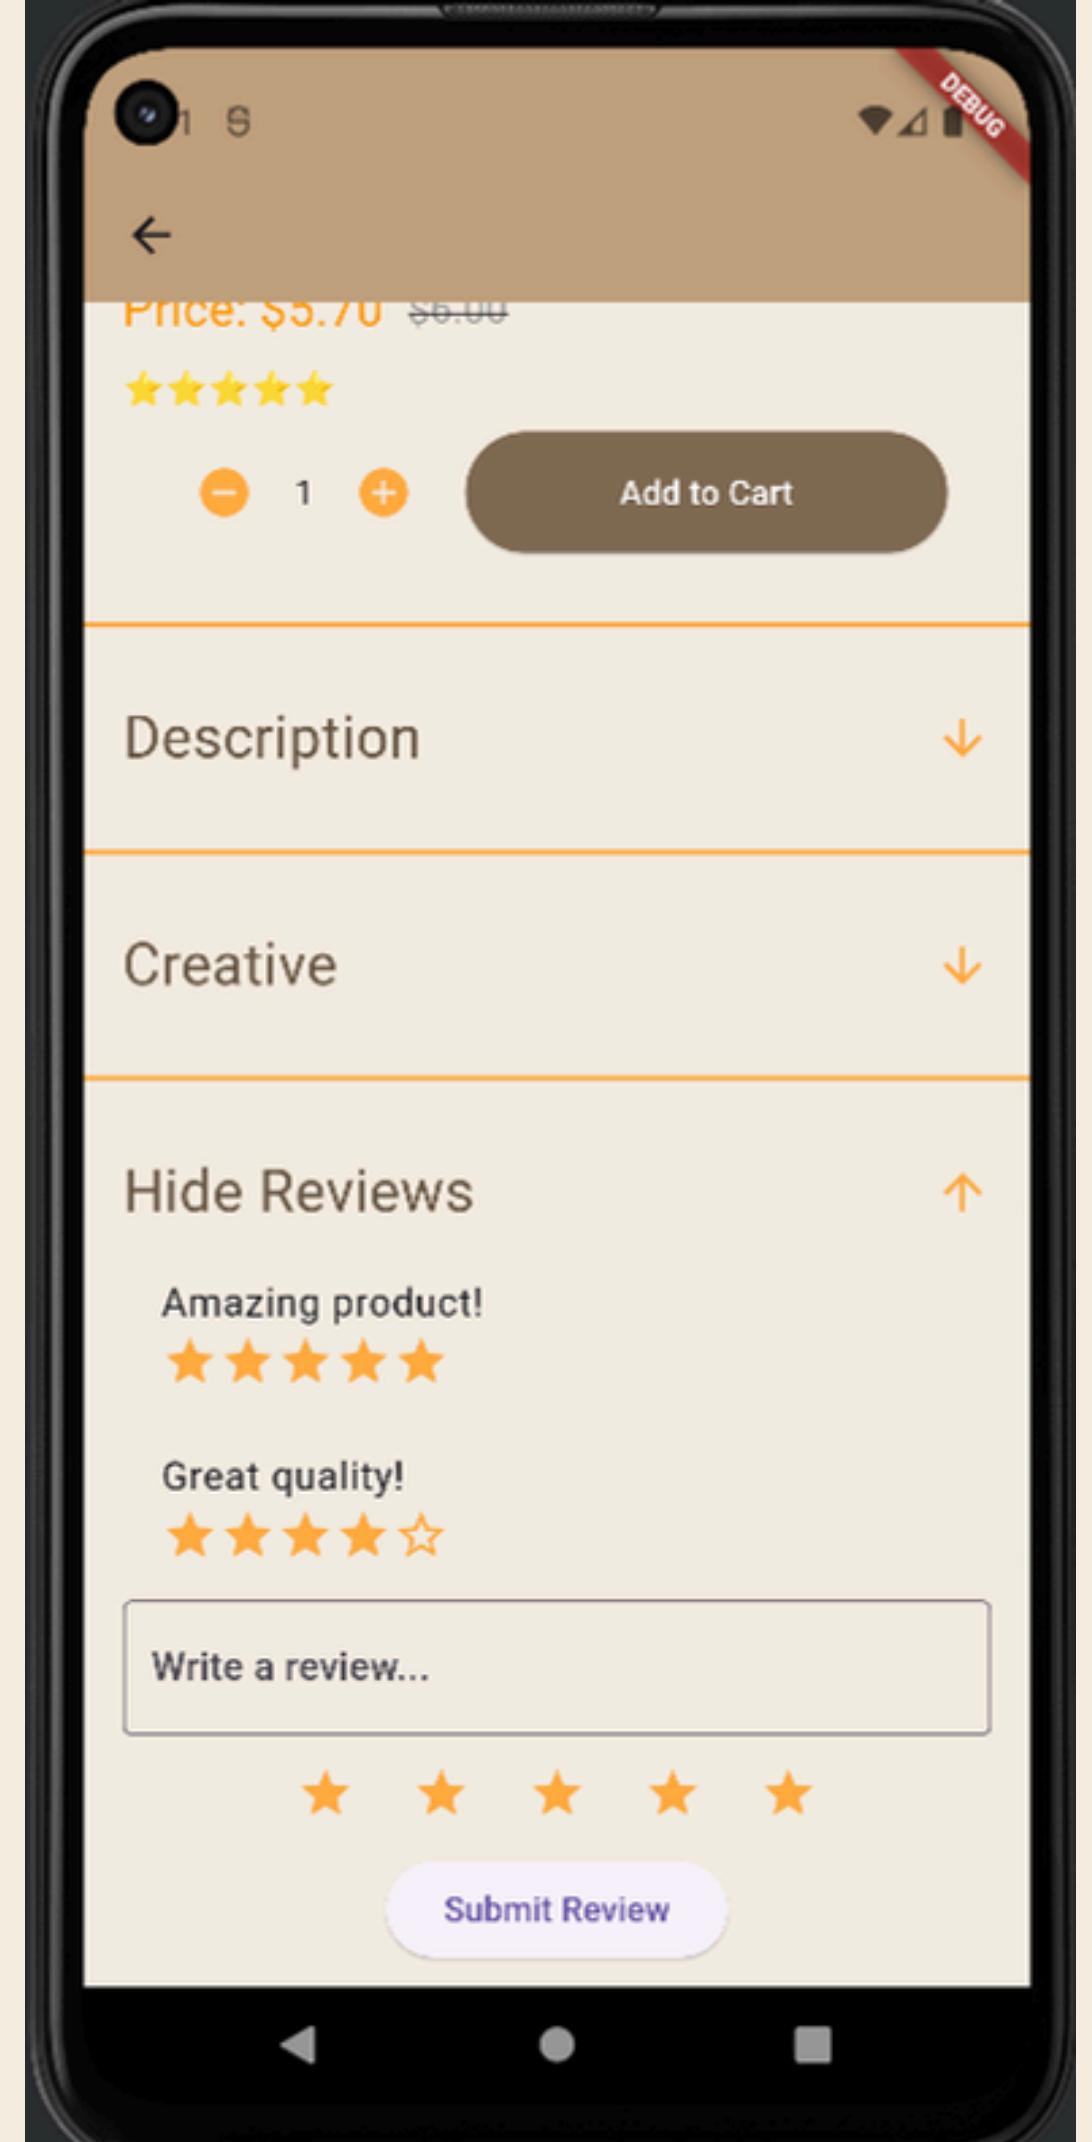 DEBUG
Price: $5.70 $6.00
1 Add to Cart
Description
Creative
Hide Reviews
Amazing product!
Great quality!
Write a review...
Submit Review